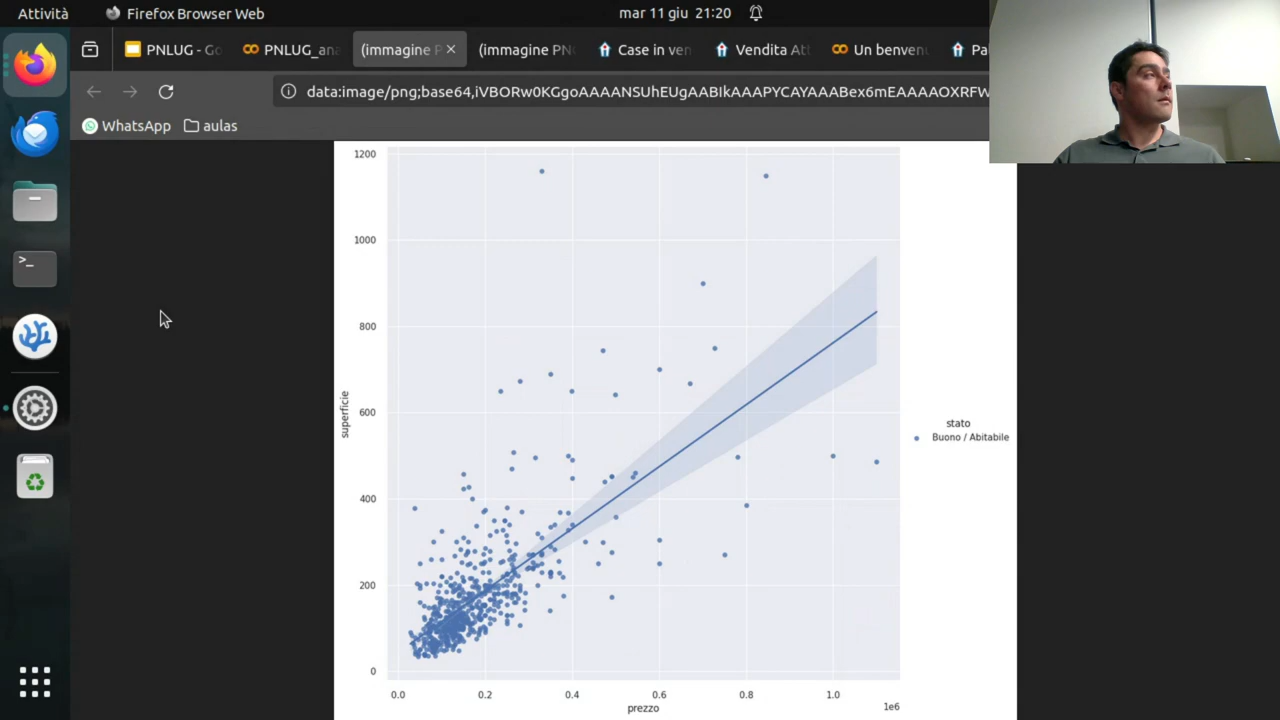 Attività
Firefox Browser Web
mar 11 giu 21:20
PNLUG - Go
PNLUG_ana
(immagine P
(immagine PN
Case in ven
Vendita At
Un benven
Pa
data:image/png;base64,iVBORw0KGgoAAAANSUhEUgAABIkAAAPYCAYAAABex6mEAAAAOXRFW
WhatsApp
aulas
1200
1000
800
600
400
200
0
superficie
0.0 0.2 0.4 0.6 0.8 1.0
1e6
prezzo
stato
Buono / Abitabile